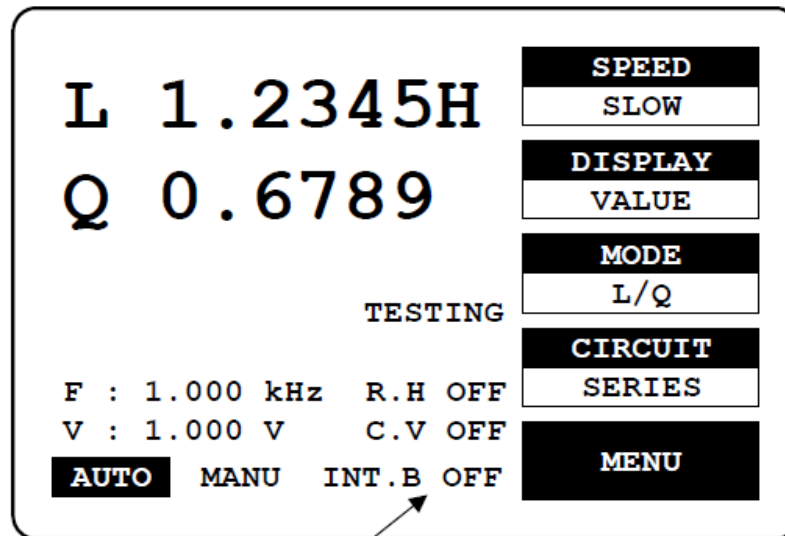 L 1.2345H
Q 0.6789
TESTING
F : 1.000 kHz R.H OFF
V : 1.000 V C.V OFF
AUTO MANU INT.B OFF
SPEED
SLOW
DISPLAY
VALUE
MODE
L/Q
CIRCUIT
SERIES
MENU